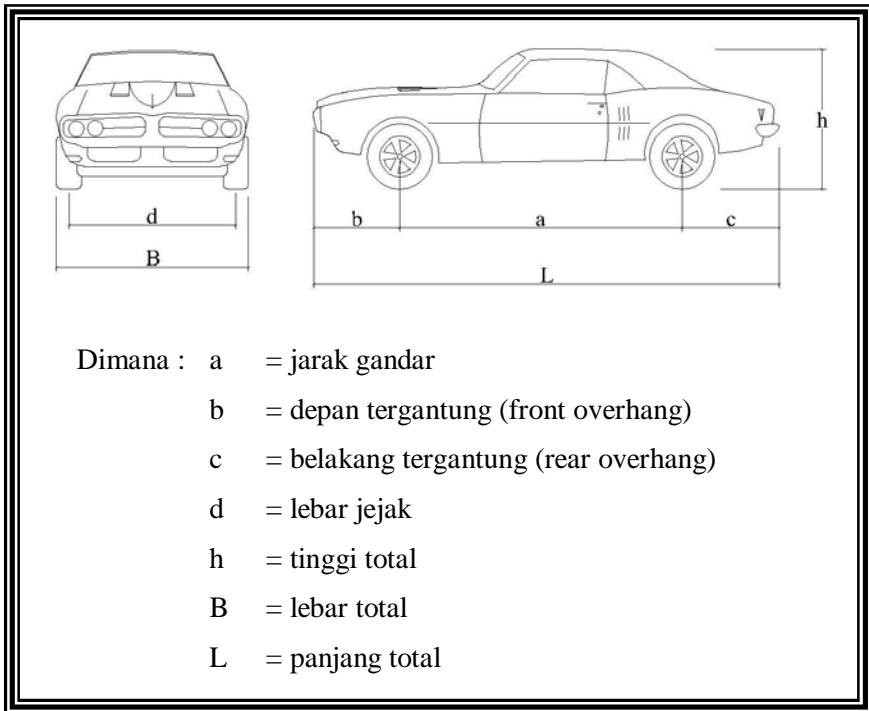 h
b a c
d
B
L
Dimana : a = jarak gandar
b = depan tergantung (front overhang)
c = belakang tergantung (rear overhang)
d = lebar jejak
h = tinggi total
B = lebar total
L = panjang total